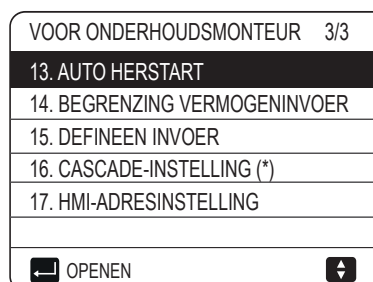 VOOR ONDERHOUDSMONTEUR 3/3
13. AUTO HERSTART
14. BEGRENZING VERMOGENINVOER
15. DEFINEEN INVOER
16. CASCADE-INSTELLING (*)
17. HMI-ADRESINSTELLING
OPENEN